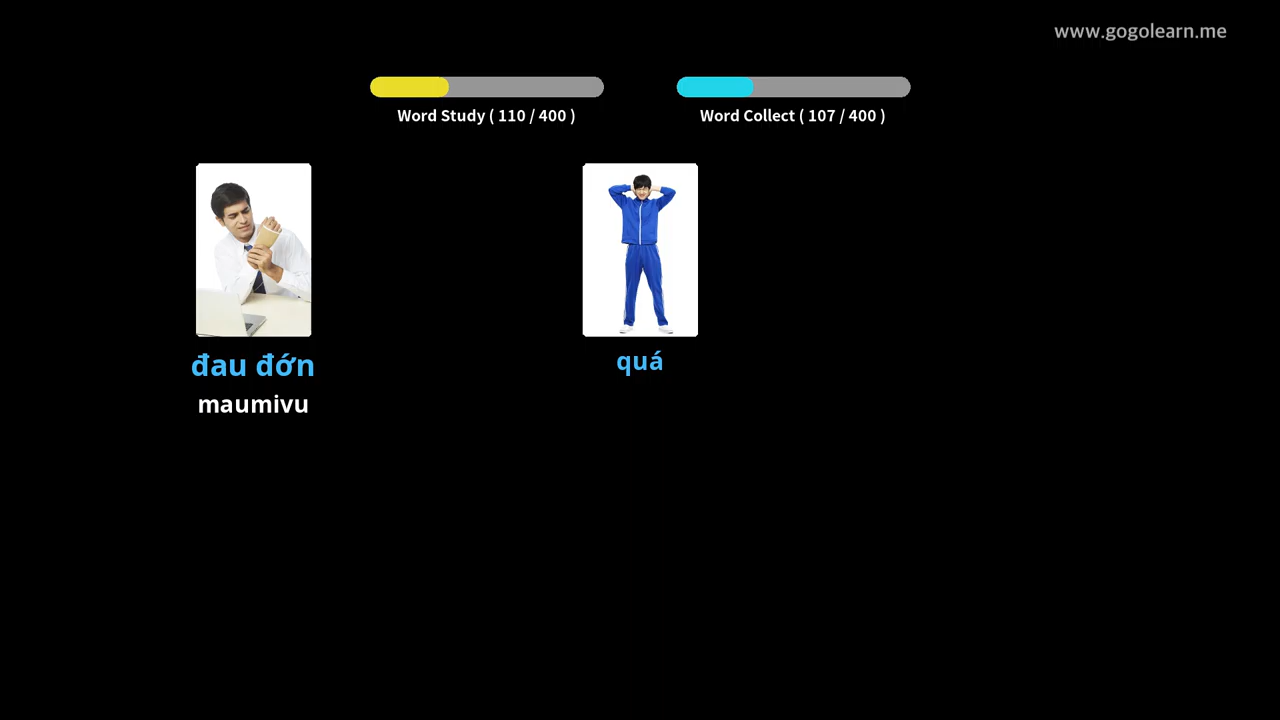 www.gogolearn.me
Word Study ( 110 / 400 )
Word Collect ( 107 / 400 )
đau đớn
maumivu
quá